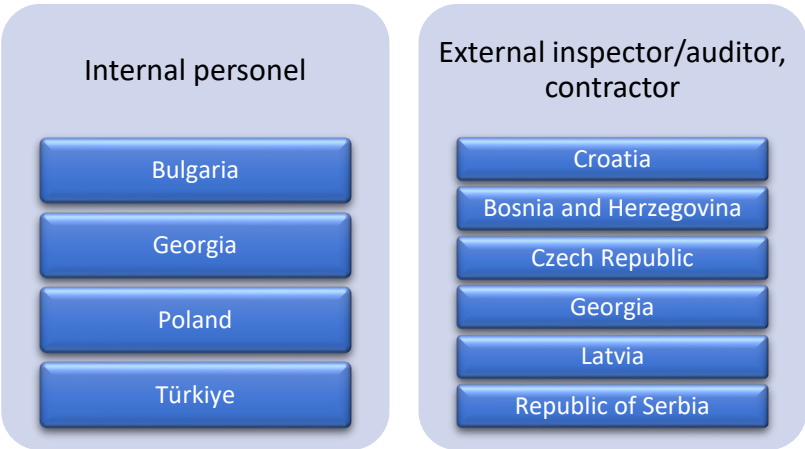 Internal personel
Bulgaria
Georgia
Poland
Türkiye
External inspector/auditor,
contractor
Croatia
Bosnia and Herzegovina
Czech Republic
Georgia
Latvia
Republic of Serbia